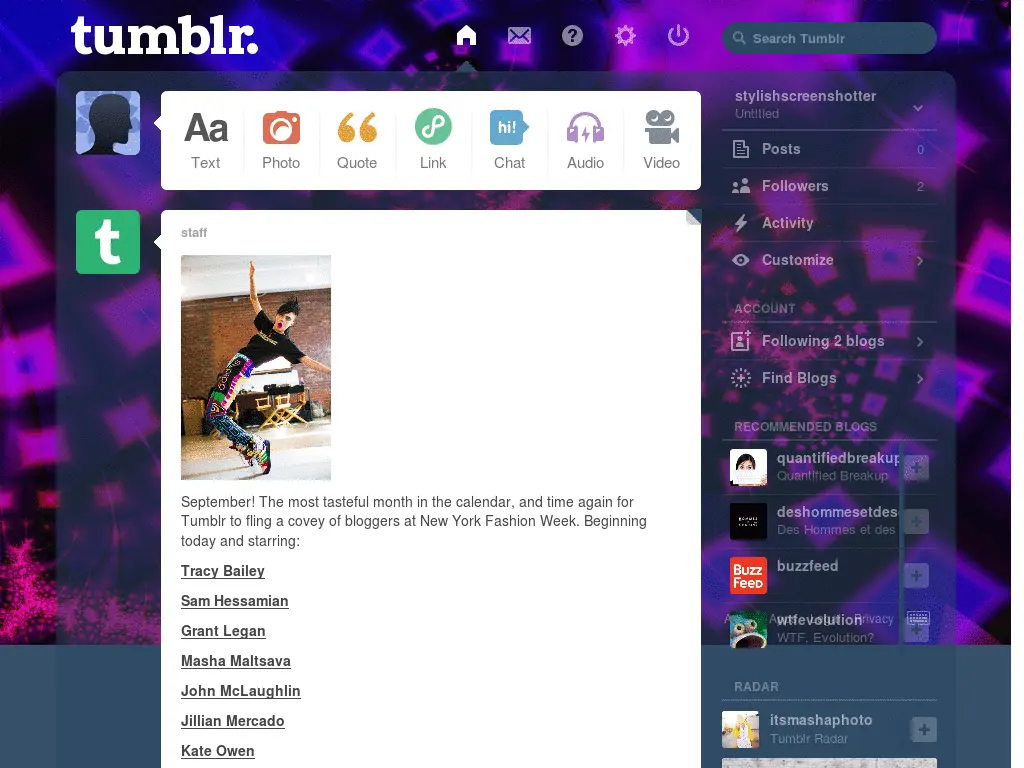 tumblr.
Search Tumblr
stylishscreenshotter
Untitled
Aa
hi!
Text
Photo
Quote
Link
Chat
Audio
Video
Posts 0
Followers 2
Activity
Customize
ACCOUNT
Following 2 blogs
Find Blogs
RECOMMENDED BLOGS
quantifiedbreakup
Quantified Breakup
deshommesetdes
Des Hommes et des
Buzz
Feed
buzzfeed
wtfevolution
Privacy
WTF, Evolution?
RADAR
itsmashaphoto
Tumblr Radar
t
staff
September! The most tasteful month in the calendar, and time again for
Tumblr to fling a covey of bloggers at New York Fashion Week. Beginning
today and starring:
Tracy Bailey
Sam Hessamian
Grant Legan
Masha Maltsava
John McLaughlin
Jillian Mercado
Kate Owen